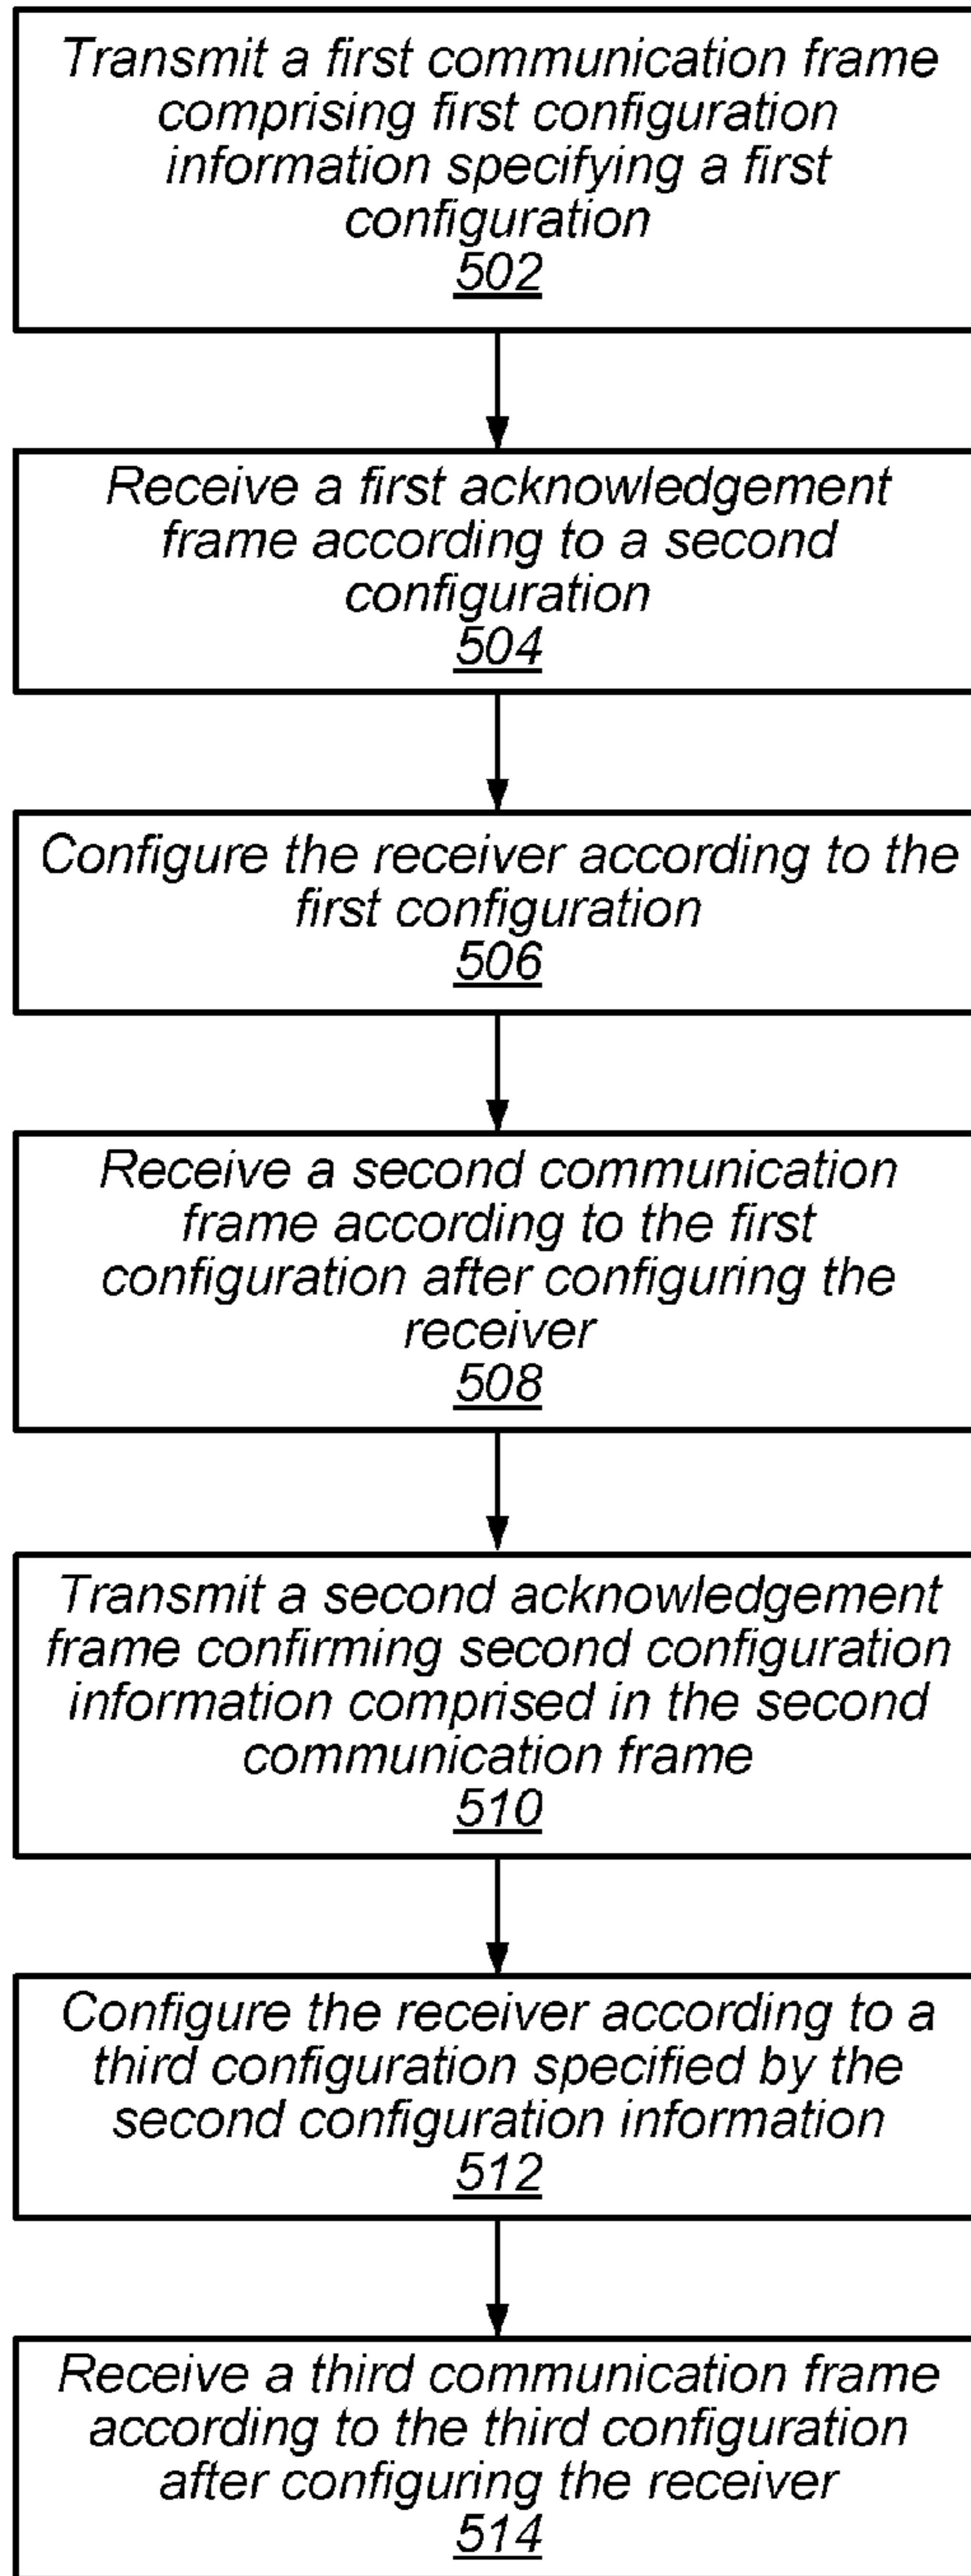 Transmit a first communication frame
comprising first configuration
information specifying a first
configuration
502
Receive a first acknowledgement
frame according to a second
configuration
504
Configure the receiver according to the
first configuration
506
Receive a second communication
frame according to the first
configuration after configuring the
receiver
508
Transmit a second acknowledgement
frame confirming second configuration
information comprised in the second
communication frame
510
Configure the receiver according to a
third configuration specified by the
second configuration information
512
Receive a third communication frame
according to the third configuration
after configuring the receiver
514